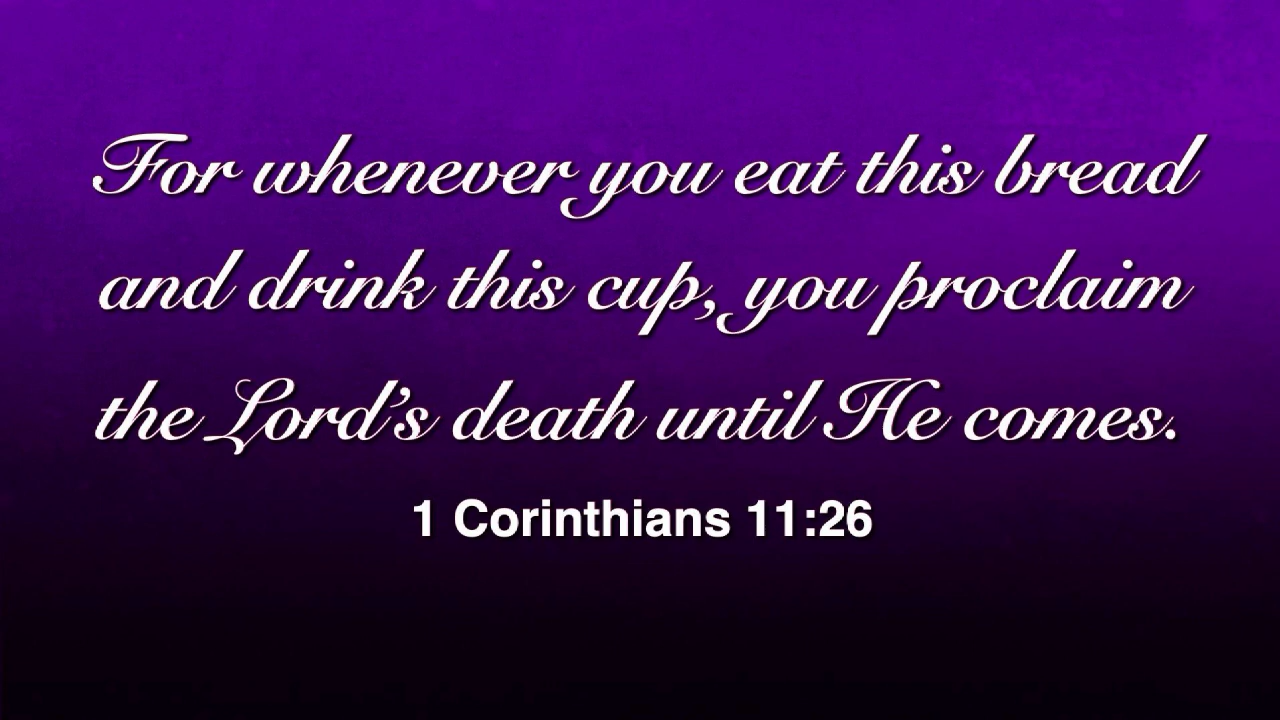 For whenever you eat this bread
and drink this cup, you proclaim
the Lord’s death until He comes.
1 Corinthians 11:26